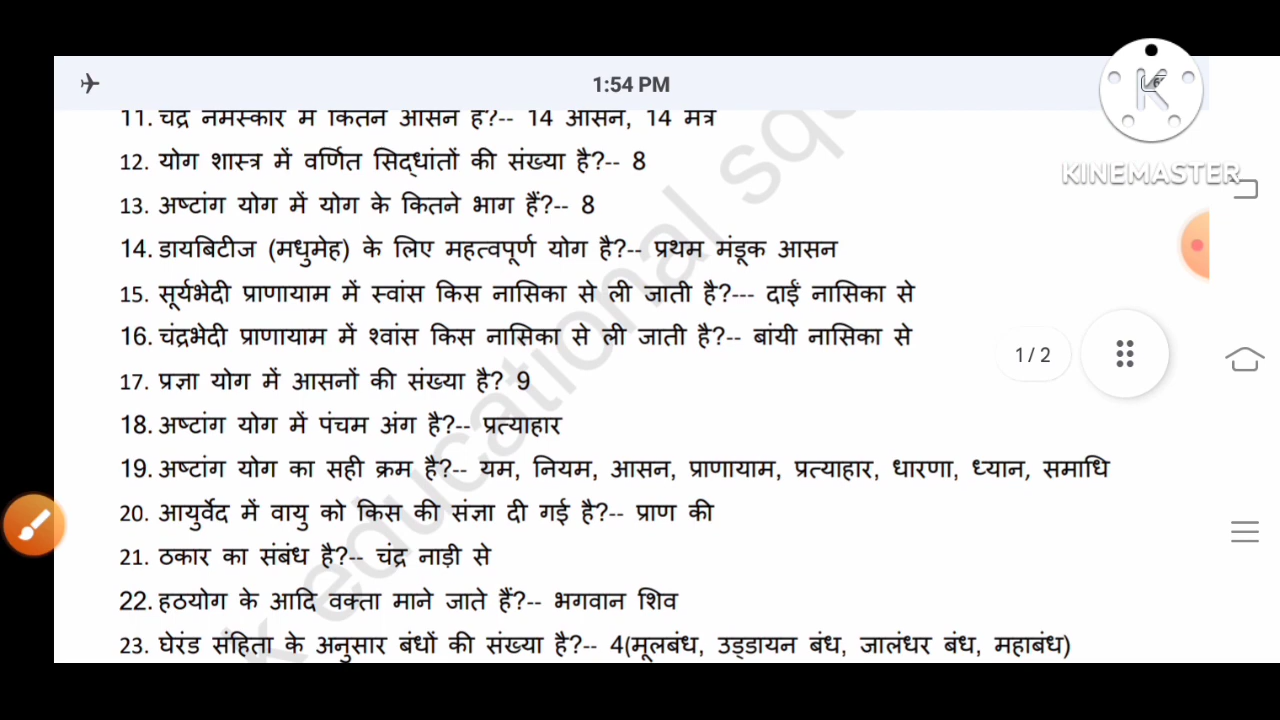 1:54 PM
KINEMASTER
11. चंद्र नमस्कार में कितने आसन हैं?-- 14 आसन, 14 मंत्र
12. योग शास्त्र में वर्णित सिद्धांतों की संख्या है?-- 8
13. अष्टांग योग में योग के कितने भाग हैं?-- 8
14. डायबिटीज (मधुमेह) के लिए महत्वपूर्ण योग है?-- प्रथम मंडूक आसन
15. सूर्यभेदी प्राणायाम में स्वांस किस नासिका से ली जाती है?--- दाईं नासिका से
16. चंद्रभेदी प्राणायाम में श्वांस किस नासिका से ली जाती है?-- बांयी नासिका से
1 / 2
17. प्रज्ञा योग में आसनों की संख्या है? 9
18. अष्टांग योग में पंचम अंग है?-- प्रत्याहार
19. अष्टांग योग का सही क्रम है?-- यम, नियम, आसन, प्राणायाम, प्रत्याहार, धारणा, ध्यान, समाधि
20. आयुर्वेद में वायु को किस की संज्ञा दी गई है?-- प्राण की
21. ठकार का संबंध है?-- चंद्र नाड़ी से
22. हठयोग के आदि वक्ता माने जाते हैं?-- भगवान शिव
23. घेरंड संहिता के अनुसार बंधों की संख्या है?-- 4(मूलबंध, उड्डायन बंध, जालंधर बंध, महाबंध)
k educational squ